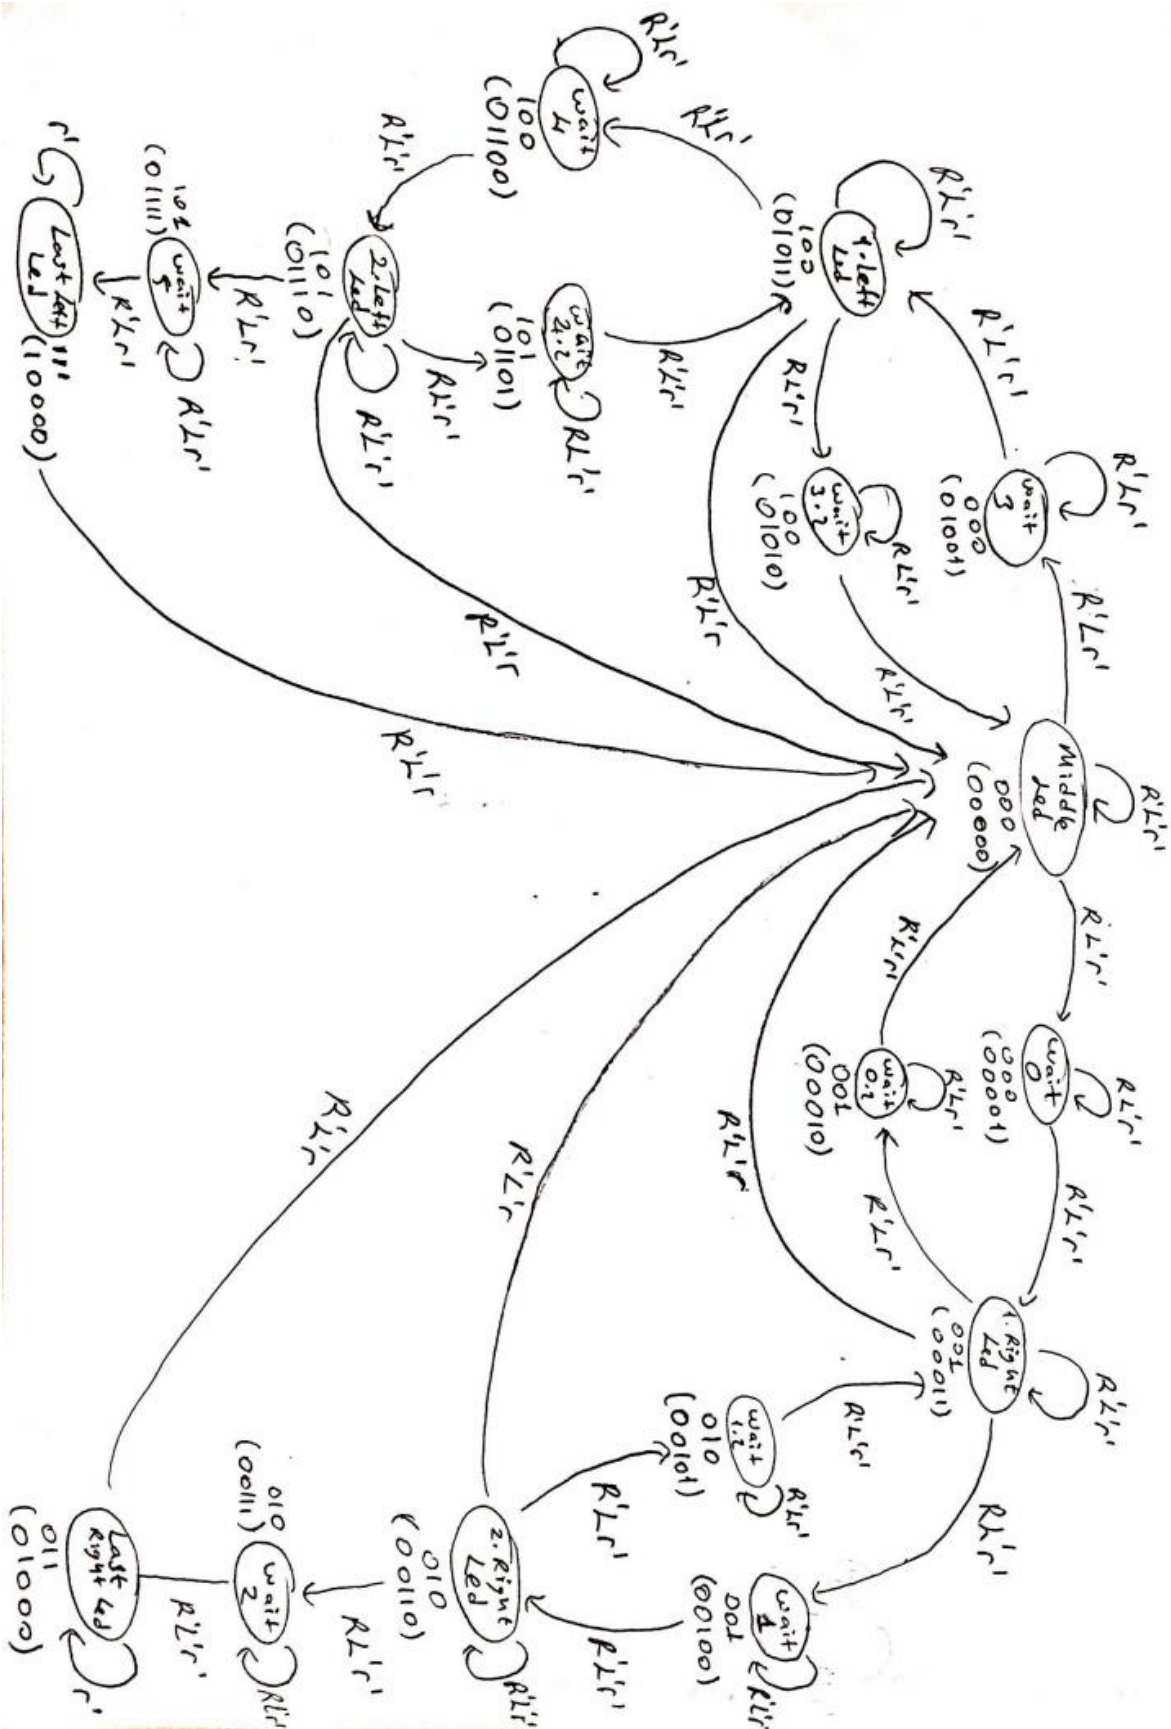 R'L'r'
Middle
Led
000
(00000)
R'Lr'
R'L'r'
wait
3
000
(01001)
R'L'r'
R'L'r'
1.Left
Led
100
(01011)
RL'r'
wait
3.2
100
(01010)
RL'r'
R'L'r'
R'L'r
R'Lr'
wait
4
100
(01100)
R'Lr'
R'L'r'
2.Left
Led
101
(01110)
R'L'r'
RL'r'
wait
4.2
101
(01101)
RL'r'
R'L'r'
R'L'r
R'Lr'
wait
5
101
(01111)
R'Lr'
R'L'r'
Last left
Led
111
(10000)
r'
R'L'r
RL'r'
wait
0
000
(00001)
RL'r'
R'L'r'
wait
0.2
001
(00010)
R'Lr'
R'L'r'
R'Lr'
1.Right
Led
001
(00011)
R'L'r'
R'L'r
RL'r'
wait
1
001
(00100)
RL'r'
R'L'r'
wait
1.2
010
(00101)
R'Lr'
R'L'r'
R'Lr'
2.Right
Led
010
(00110)
R'L'r'
R'L'r
RL'r'
wait
2
010
(00111)
RL'r'
R'L'r'
Last
Right Led
011
(01000)
r'
R'L'r